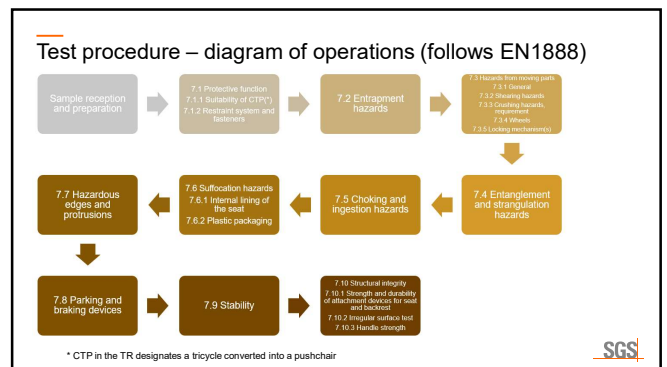 Test procedure – diagram of operations (follows EN1888)
Sample reception
and preparation
7.1 Protective function
7.1.1 Suitability of CTP(*)
7.1.2 Restraint system and
fasteners
7.2 Entrapment
hazards
7.3 Hazards from moving parts
7.3.1 General
7.3.2 Shearing hazards
7.3.3 Crushing hazards,
requirement
7.3.4 Wheels
7.3.5 Locking mechanism(s)
7.4 Entanglement
and strangulation
hazards
7.5 Choking and
ingestion hazards
7.6 Suffocation hazards
7.6.1 Internal lining of
the seat
7.6.2 Plastic packaging
7.7 Hazardous
edges and
protrusions
7.8 Parking and
braking devices
7.9 Stability
7.10 Structural integrity
7.10.1 Strength and durability
of attachment devices for seat
and backrest
7.10.2 Irregular surface test
7.10.3 Handle strength
* CTP in the TR designates a tricycle converted into a pushchair
SGS